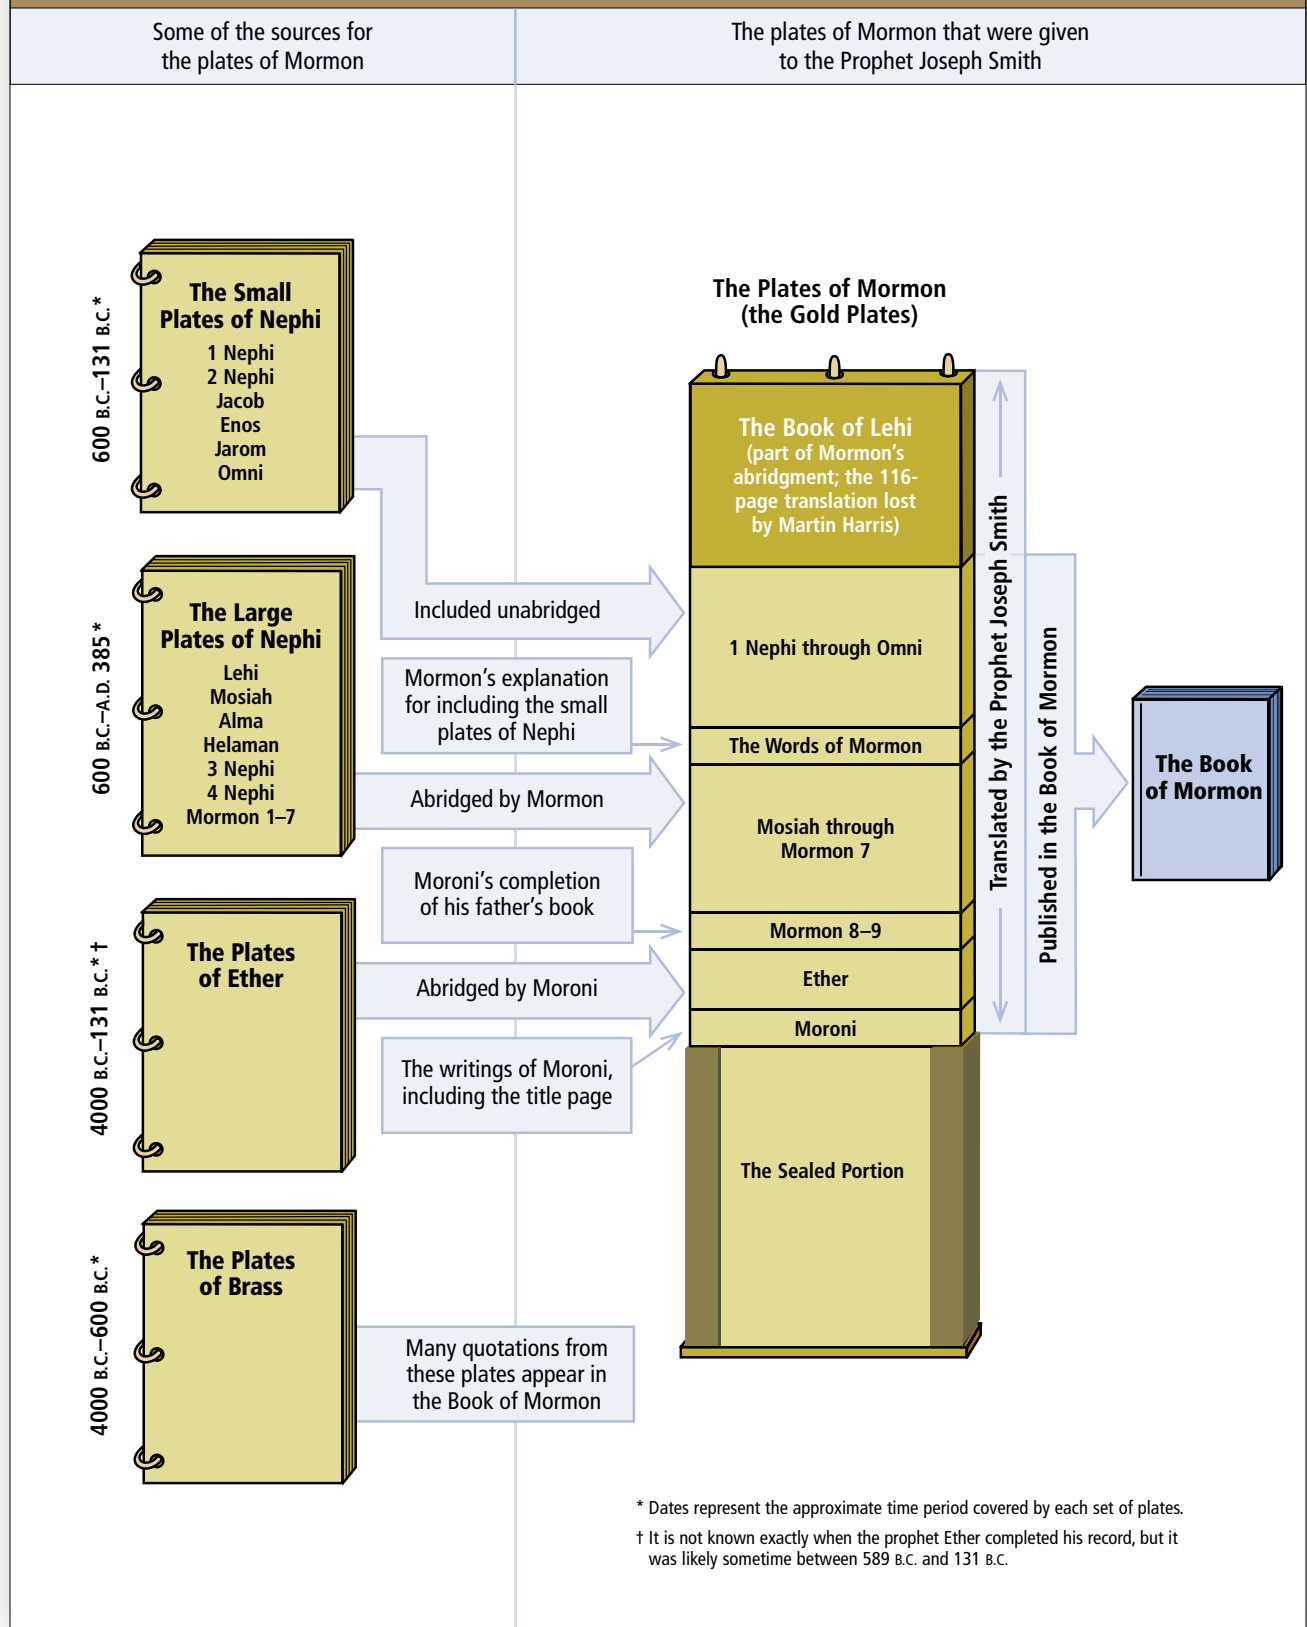 Some of the sources for
the plates of Mormon
The plates of Mormon that were given
to the Prophet Joseph Smith
600 B.C.–131 B.C.*
The Small
Plates of Nephi
1 Nephi
2 Nephi
Jacob
Enos
Jarom
Omni
600 B.C.–A.D. 385*
The Large
Plates of Nephi
Lehi
Mosiah
Alma
Helaman
3 Nephi
4 Nephi
Mormon 1–7
4000 B.C.–131 B.C.*†
The Plates
of Ether
4000 B.C.–600 B.C.*
The Plates
of Brass
Included unabridged
Mormon’s explanation
for including the small
plates of Nephi
Abridged by Mormon
Moroni’s completion
of his father’s book
Abridged by Moroni
The writings of Moroni,
including the title page
Many quotations from
these plates appear in
the Book of Mormon
The Plates of Mormon
(the Gold Plates)
The Book of Lehi
(part of Mormon’s
abridgment; the 116-
page translation lost
by Martin Harris)
1 Nephi through Omni
The Words of Mormon
Mosiah through
Mormon 7
Mormon 8–9
Ether
Moroni
The Sealed Portion
Translated by the Prophet Joseph Smith
Published in the Book of Mormon
The Book
of Mormon
* Dates represent the approximate time period covered by each set of plates.
† It is not known exactly when the prophet Ether completed his record, but it
was likely sometime between 589 B.C. and 131 B.C.